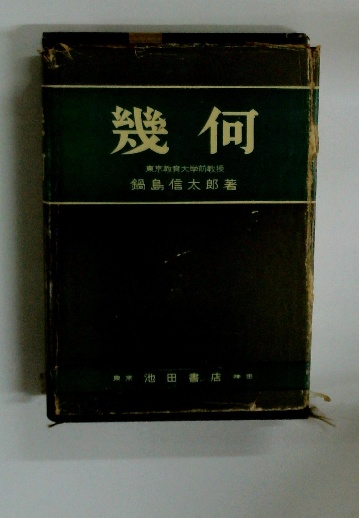 幾何
東京教育大学前教授
鍋島信太郎著
東京 池田書店 神田